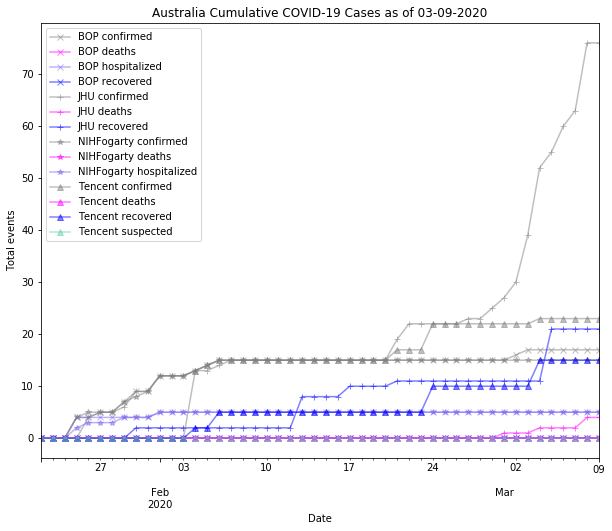 Australia Cumulative COVID-19 Cases as of 03-09-2020
BOP confirmed
BOP deaths
BOP hospitalized
BOP recovered
JHU confirmed
JHU deaths
JHU recovered
NIHFogarty confirmed
NIHFogarty deaths
NIHFogarty hospitalized
Tencent confirmed
Tencent deaths
Tencent recovered
Tencent suspected
Total events
70
60
50
40
30
20
10
0
27 03 10 17 24 02 09
Feb Mar
2020
Date